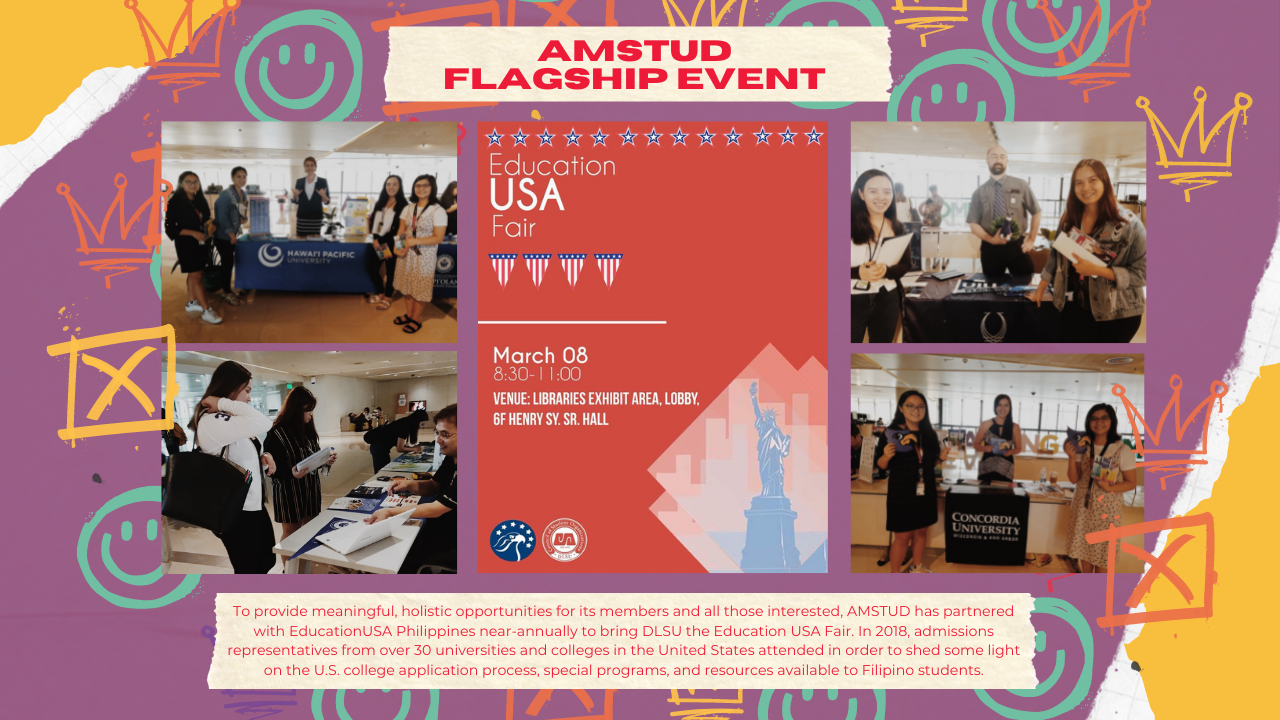 AMSTUD
FLAGSHIP EVENT
HAWAI'I PACIFIC
UNIVERSITY
Education
USA
Fair
March 08
8:30-11:00
VENUE: LIBRARIES EXHIBIT AREA, LOBBY,
6F HENRY SY. SR. HALL
CONCORDIA
UNIVERSITY
WISCONSIN & ANN ARBOR
To provide meaningful, holistic opportunities for its members and all those interested, AMSTUD has partnered
with EducationUSA Philippines near-annually to bring DLSU the Education USA Fair. In 2018, admissions
representatives from over 30 universities and colleges in the United States attended in order to shed some light
on the U.S. college application process, special programs, and resources available to Filipino students.